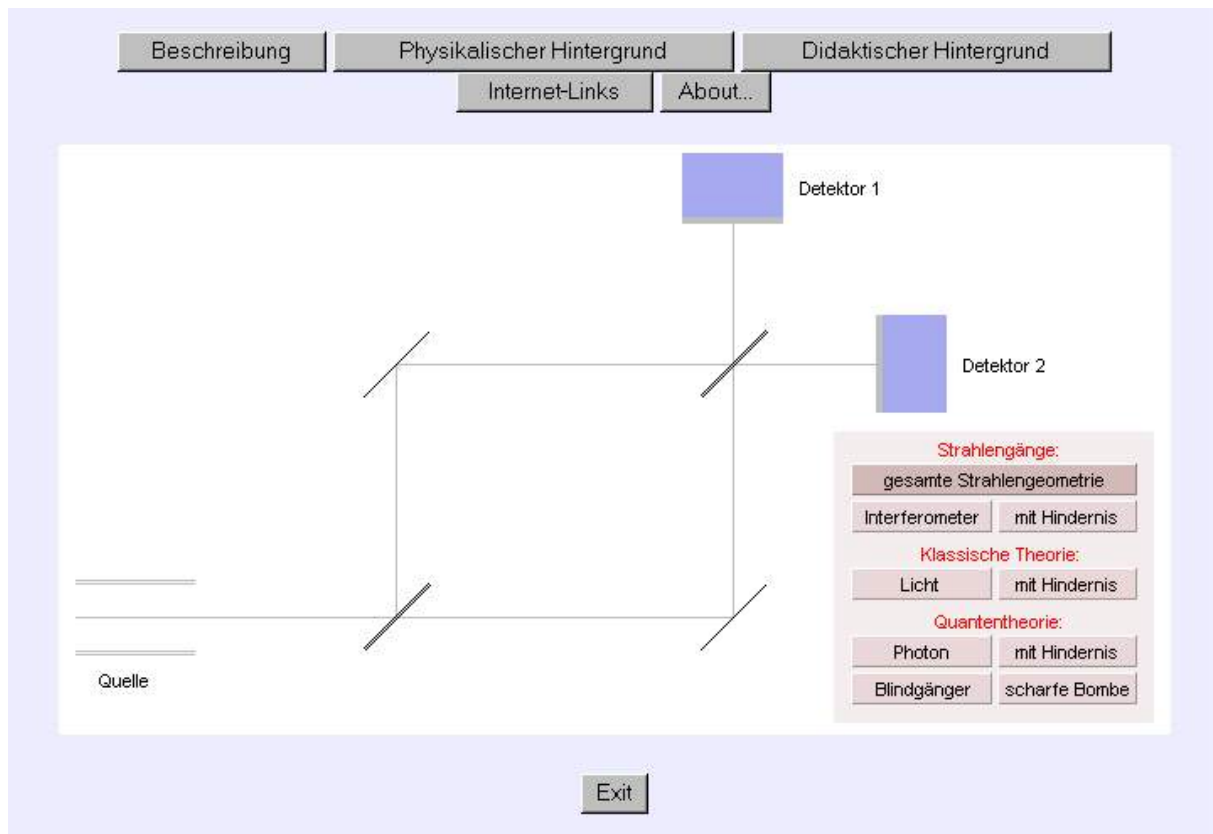 Beschreibung Physikalischer Hintergrund Didaktischer Hintergrund
Internet-Links About...
Detektor 1
Detektor 2
Strahlengänge:
gesamte Strahlengeometrie
Interferometer mit Hindernis
Klassische Theorie:
Licht mit Hindernis
Quantentheorie:
Photon mit Hindernis
Blindgänger scharfe Bombe
Quelle
Exit